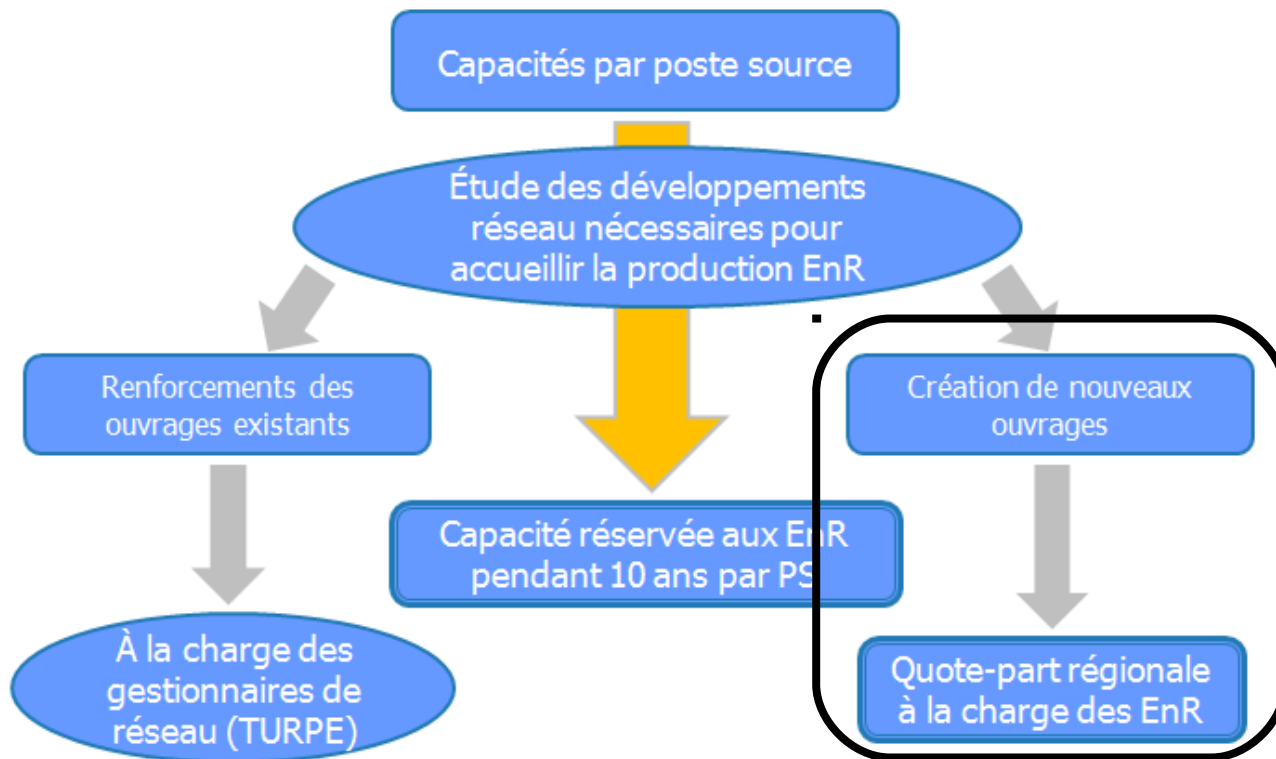 Capacités par poste source
Étude des développements
réseau nécessaires pour
accueillir la production EnR
Renforcements des
ouvrages existants
Création de nouveaux
ouvrages
Capacité réservée aux EnR
pendant 10 ans par PS
À la charge des
gestionnaires de
réseau (TURPE)
Quote-part régionale
à la charge des EnR